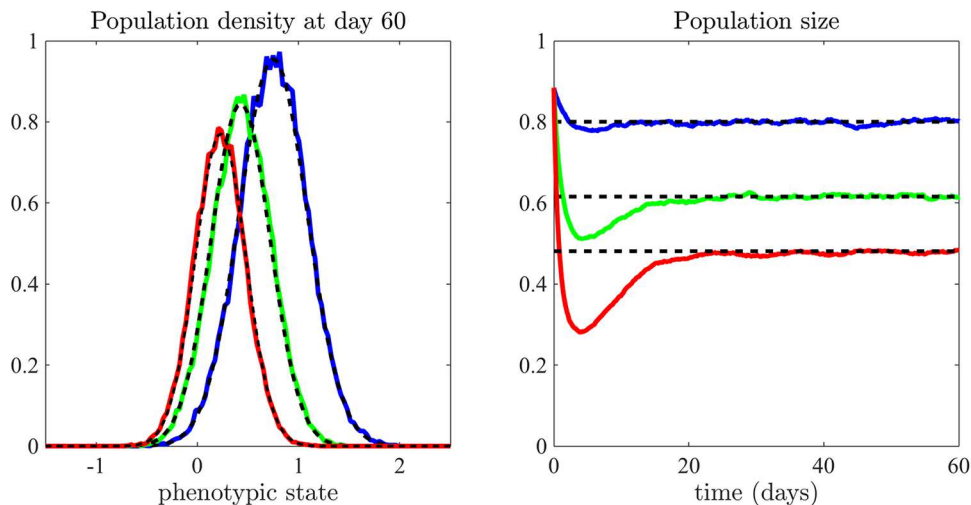 Population density at day 60
1
0.8
0.6
0.4
0.2
0
-1 0 1 2
phenotypic state
Population size
1
0.8
0.6
0.4
0.2
0
0 20 40 60
time (days)